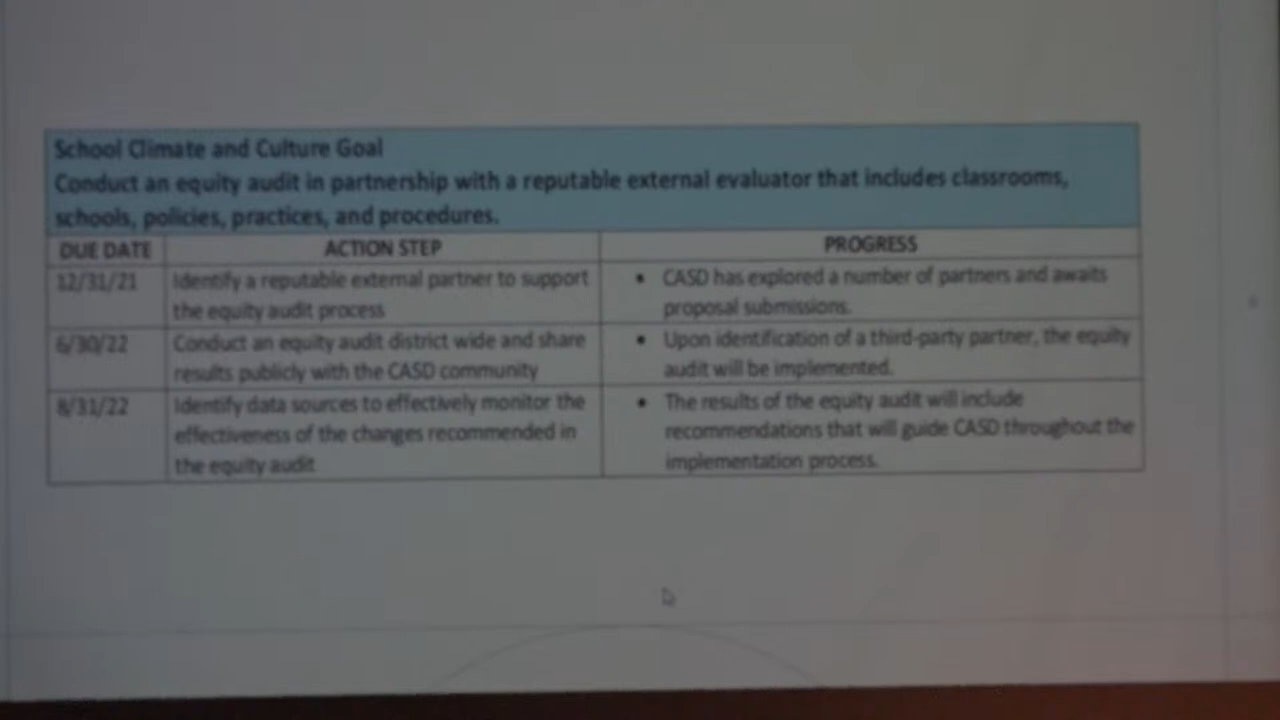 School Climate and Culture Goal
Conduct an equity audit in partnership with a reputable external evaluator that includes classrooms,
schools, policies, practices, and procedures.
DUE DATE ACTION STEP PROGRESS
12/31/21 Identify a reputable external partner to support • CASD has explored a number of partners and awaits
the equity audit process proposal submissions.
6/30/22 Conduct an equity audit district wide and share • Upon identification of a third-party partner, the equity
results publicly with the CASD community audit will be implemented.
8/31/22 Identify data sources to effectively monitor the • The results of the equity audit will include
effectiveness of the changes recommended in recommendations that will guide CASD throughout the
the equity audit implementation process.